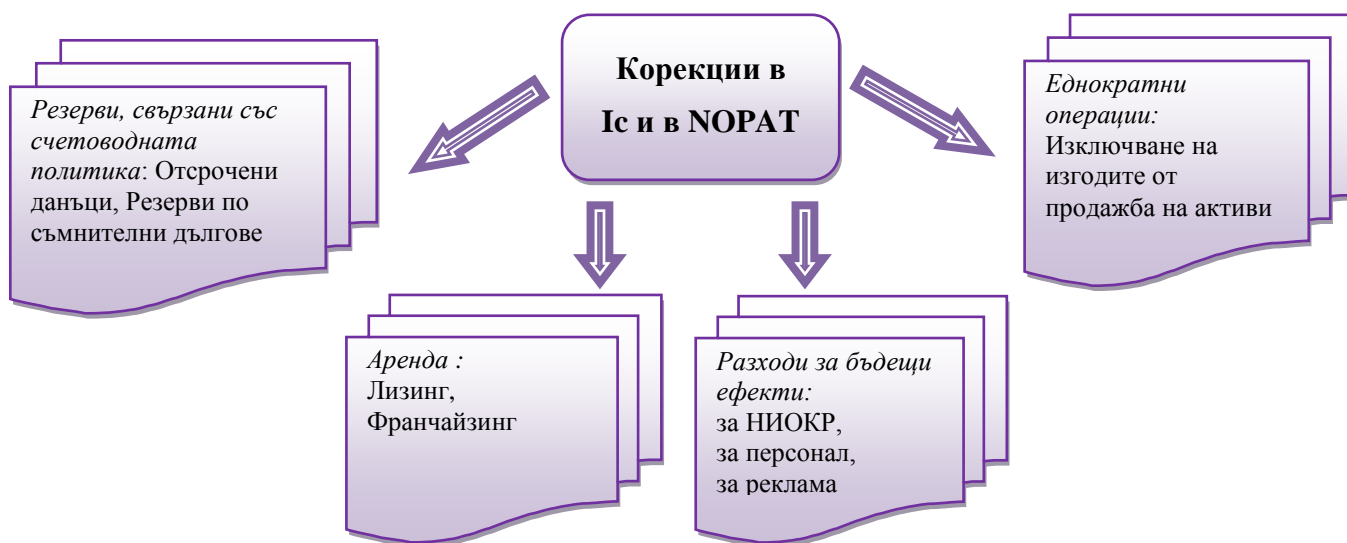 Корекции в
Ic и в NOPAT
Резерви, свързани със
счетоводната
политика: Отсрочени
данъци, Резерви по
съмнителни дългове
Еднократни
операции:
Изключване на
изгодите от
продажба на активи
Аренда :
Лизинг,
Франчайзинг
Разходи за бъдещи
ефекти:
за НИОКР,
за персонал,
за реклама